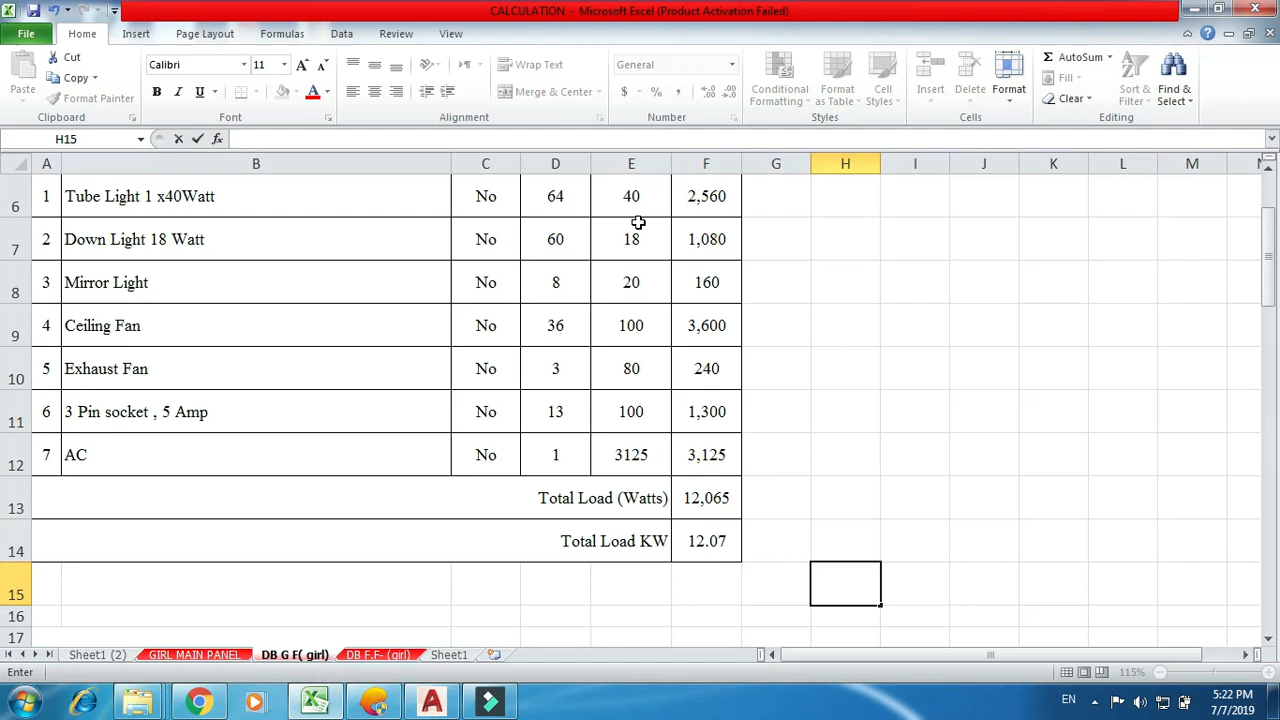 CALCULATION - Microsoft Excel (Product Activation Failed)
File Home Insert Page Layout Formulas Data Review View
Paste Cut Copy Format Painter Clipboard
Calibri 11 B I U A A A Font
Wrap Text Merge & Center Alignment
General $ % , .0 .00 .00 .0 Number
Conditional Formatting Format as Table Cell Styles Styles
Insert Delete Format Cells
Σ AutoSum Fill Clear Sort & Filter Find & Select Editing
H15 fx
A B C D E F G H I J K L M N
6 1 Tube Light 1 x40Watt No 64 40 2,560
7 2 Down Light 18 Watt No 60 18 1,080
8 3 Mirror Light No 8 20 160
9 4 Ceiling Fan No 36 100 3,600
10 5 Exhaust Fan No 3 80 240
11 6 3 Pin socket , 5 Amp No 13 100 1,300
12 7 AC No 1 3125 3,125
13 Total Load (Watts) 12,065
14 Total Load KW 12.07
15
16
17
Sheet1 (2) GIRL MAIN PANEL DB G F( girl) DB F.F- (girl) Sheet1
Enter 115%
EN 5:22 PM
7/7/2019